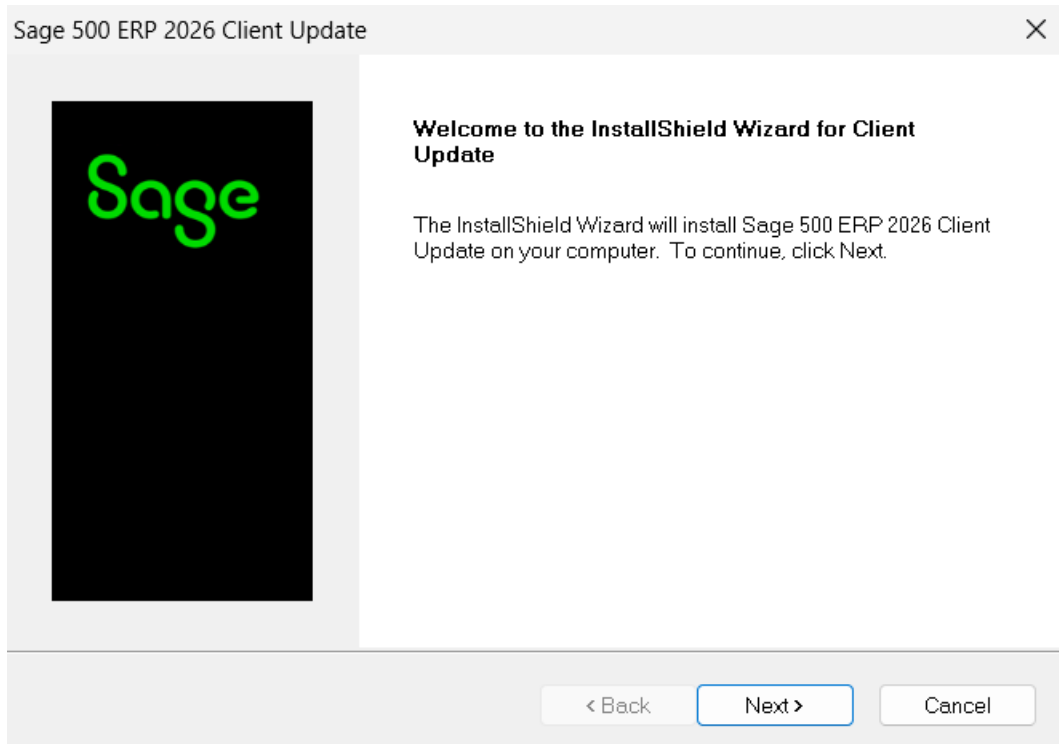 Sage 500 ERP 2026 Client Update
Sage
Welcome to the InstallShield Wizard for Client
Update
The InstallShield Wizard will install Sage 500 ERP 2026 Client
Update on your computer.  To continue, click Next.
< Back
Next >
Cancel